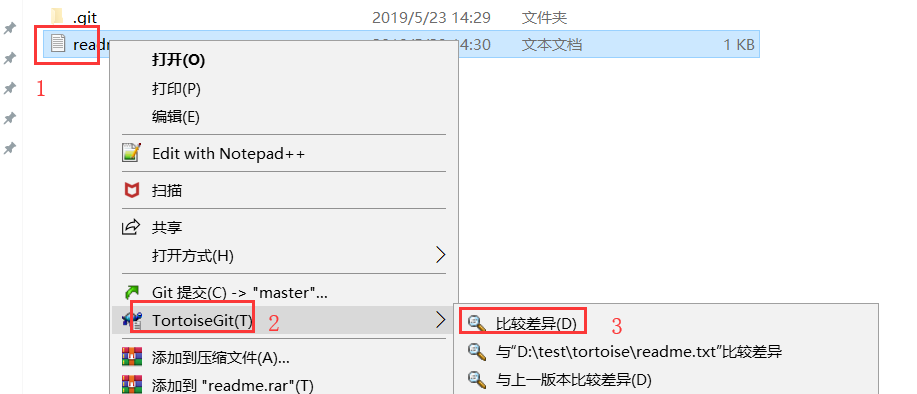 .git 2019/5/23 14:29 文件夹
14:30 文本文档 1 KB
1
打开(O)
打印(P)
编辑(E)
Edit with Notepad++
扫描
共享
打开方式(H)
Git 提交(C) -> "master"...
TortoiseGit(T) 2
比较差异(D) 3
添加到压缩文件(A)...
与“D:\test\tortoise\readme.txt”比较差异
添加到 "readme.rar"(T)
与上一版本比较差异(D)